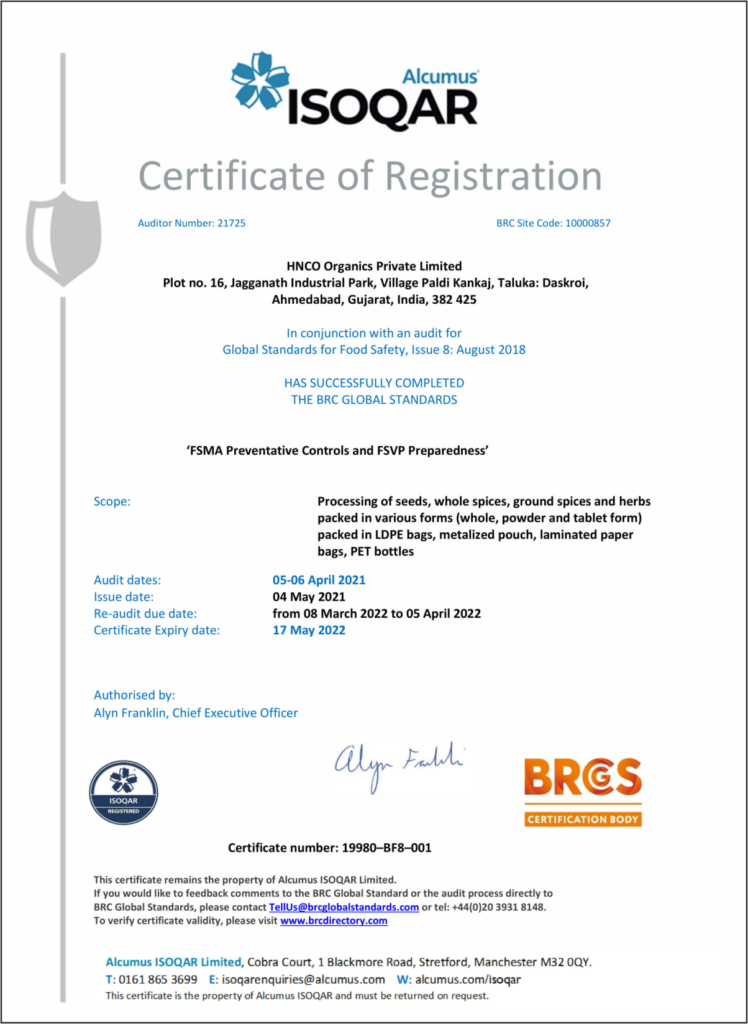 Alcumus®
ISOQAR
Certificate of Registration
Auditor Number: 21725 BRC Site Code: 10000857
HNCO Organics Private Limited
Plot no. 16, Jagganath Industrial Park, Village Paldi Kankaj, Taluka: Daskroi,
Ahmedabad, Gujarat, India, 382 425
In conjunction with an audit for
Global Standards for Food Safety, Issue 8: August 2018
HAS SUCCESSFULLY COMPLETED
THE BRC GLOBAL STANDARDS
‘FSMA Preventative Controls and FSVP Preparedness’
Scope: Processing of seeds, whole spices, ground spices and herbs
packed in various forms (whole, powder and tablet form)
packed in LDPE bags, metalized pouch, laminated paper
bags, PET bottles
Audit dates: 05-06 April 2021
Issue date: 04 May 2021
Re-audit due date: from 08 March 2022 to 05 April 2022
Certificate Expiry date: 17 May 2022
Authorised by:
Alyn Franklin, Chief Executive Officer
ISOQAR
REGISTERED
BRCGS
CERTIFICATION BODY
Certificate number: 19980–BF8–001
This certificate remains the property of Alcumus ISOQAR Limited.
If you would like to feedback comments to the BRC Global Standard or the audit process directly to
BRC Global Standards, please contact TellUs@brcglobalstandards.com or tel: +44(0)20 3931 8148.
To verify certificate validity, please visit www.brcdirectory.com
Alcumus ISOQAR Limited, Cobra Court, 1 Blackmore Road, Stretford, Manchester M32 0QY.
T: 0161 865 3699 E: isoqarenquiries@alcumus.com W: alcumus.com/isoqar
This certificate is the property of Alcumus ISOQAR and must be returned on request.